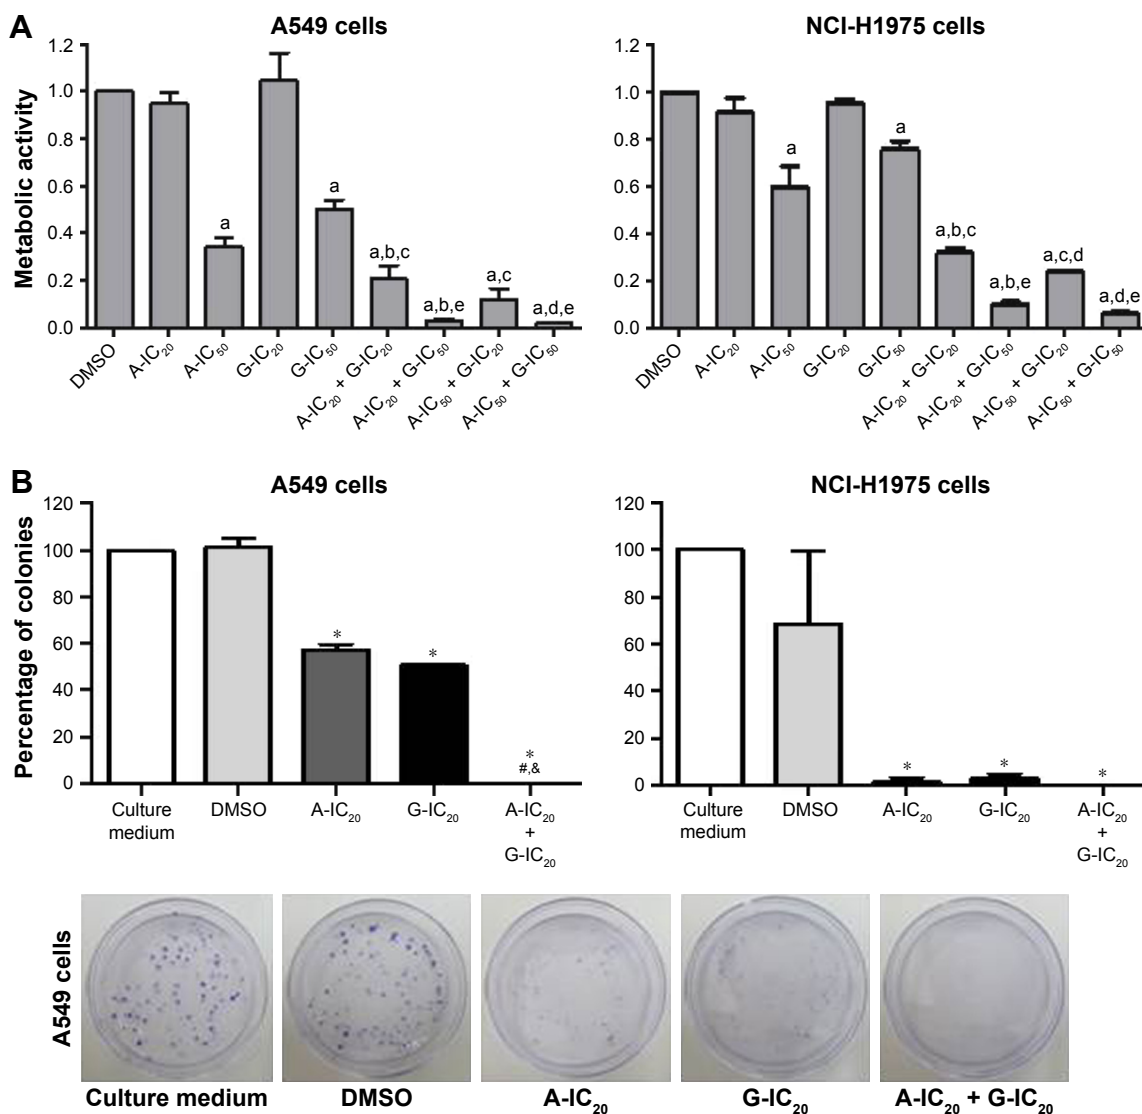 A
A549 cells
NCI-H1975 cells
Metabolic activity
1.2
1.0
0.8
0.6
0.4
0.2
0.0
a
a
a,b,c
a,b,e
a,c
a,d,e
DMSO
A-IC20
A-IC50
G-IC20
G-IC50
A-IC20 + G-IC20
A-IC20 + G-IC50
A-IC50 + G-IC20
A-IC50 + G-IC50
1.2
1.0
0.8
0.6
0.4
0.2
0.0
a
a
a,b,c
a,b,e
a,c,d
a,d,e
DMSO
A-IC20
A-IC50
G-IC20
G-IC50
A-IC20 + G-IC20
A-IC20 + G-IC50
A-IC50 + G-IC20
A-IC50 + G-IC50
B
A549 cells
NCI-H1975 cells
Percentage of colonies
120
100
80
60
40
20
0
*
*
*
#,&
Culture
medium
DMSO
A-IC20
G-IC20
A-IC20
+
G-IC20
120
100
80
60
40
20
0
*
*
*
Culture
medium
DMSO
A-IC20
G-IC20
A-IC20
+
G-IC20
A549 cells
Culture medium
DMSO
A-IC20
G-IC20
A-IC20 + G-IC20